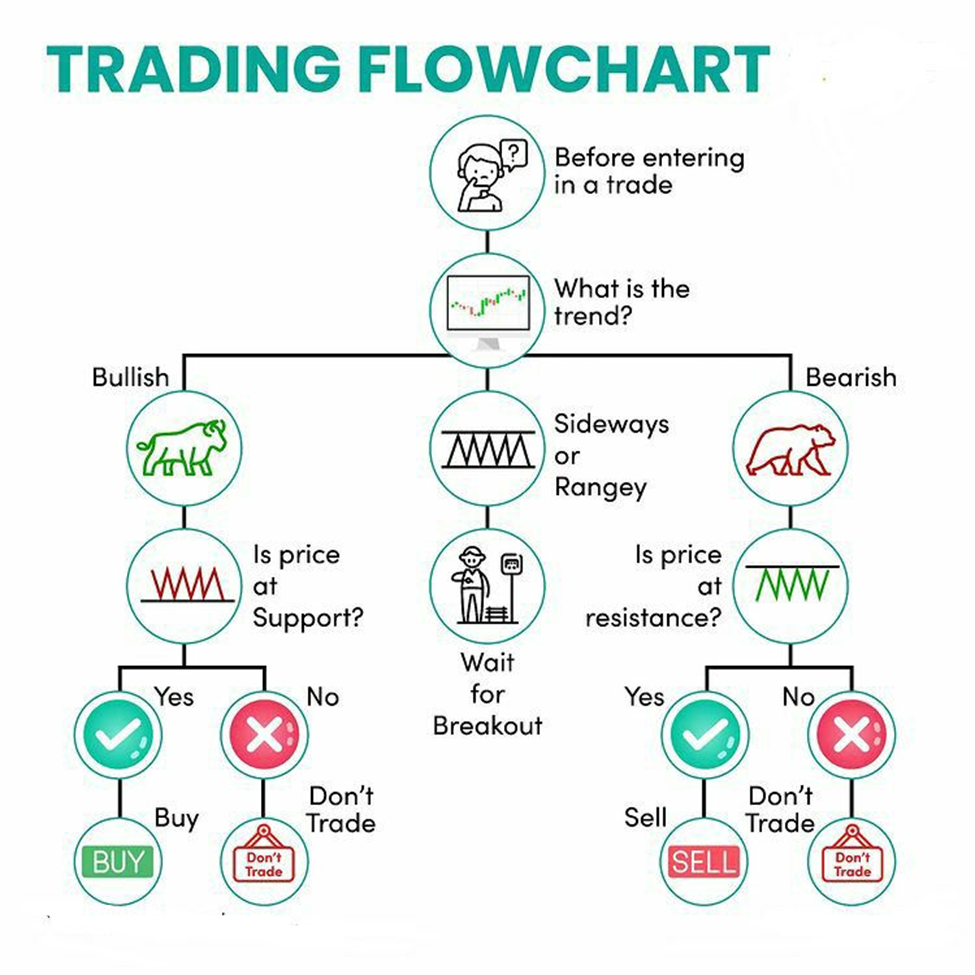 TRADING FLOWCHART
?
Before entering
in a trade
What is the
trend?
Bullish
Bearish
Sideways
or
Rangey
Is price
at
Support?
Is price
at
resistance?
Wait
for
Breakout
Yes
No
Yes
No
Buy
Don't
Trade
Sell
Don't
Trade
BUY
Don't
Trade
SELL
Don't
Trade